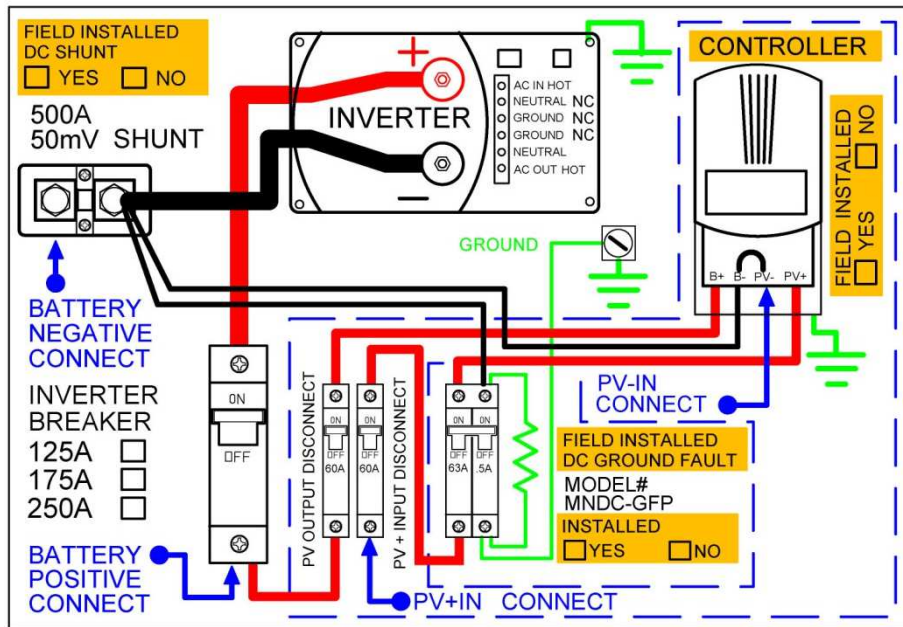 FIELD INSTALLED
DC SHUNT
YES NO
500A
50mV SHUNT
BATTERY
NEGATIVE
CONNECT
INVERTER
BREAKER
125A
175A
250A
BATTERY
POSITIVE
CONNECT
+
INVERTER
−
AC IN HOT
NEUTRAL NC
GROUND NC
GROUND NC
NEUTRAL
AC OUT HOT
GROUND
CONTROLLER
FIELD INSTALLED
YES NO
B+ B- PV- PV+
PV-IN
CONNECT
ON
OFF
PV OUTPUT DISCONNECT
ON
OFF
60A
PV + INPUT DISCONNECT
ON
OFF
60A
ON ON
OFF OFF
63A .5A
FIELD INSTALLED
DC GROUND FAULT
MODEL#
MNDC-GFP
INSTALLED
YES NO
PV+IN CONNECT